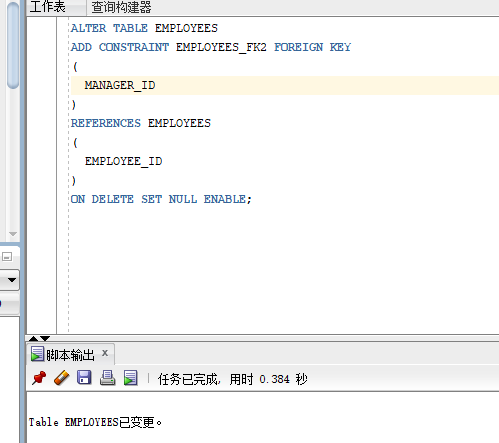 工作表 查询构建器
ALTER TABLE EMPLOYEES
ADD CONSTRAINT EMPLOYEES_FK2 FOREIGN KEY
(
MANAGER_ID
)
REFERENCES EMPLOYEES
(
EMPLOYEE_ID
)
ON DELETE SET NULL ENABLE;
脚本输出 x
任务已完成, 用时 0.384 秒
Table EMPLOYEES已变更。